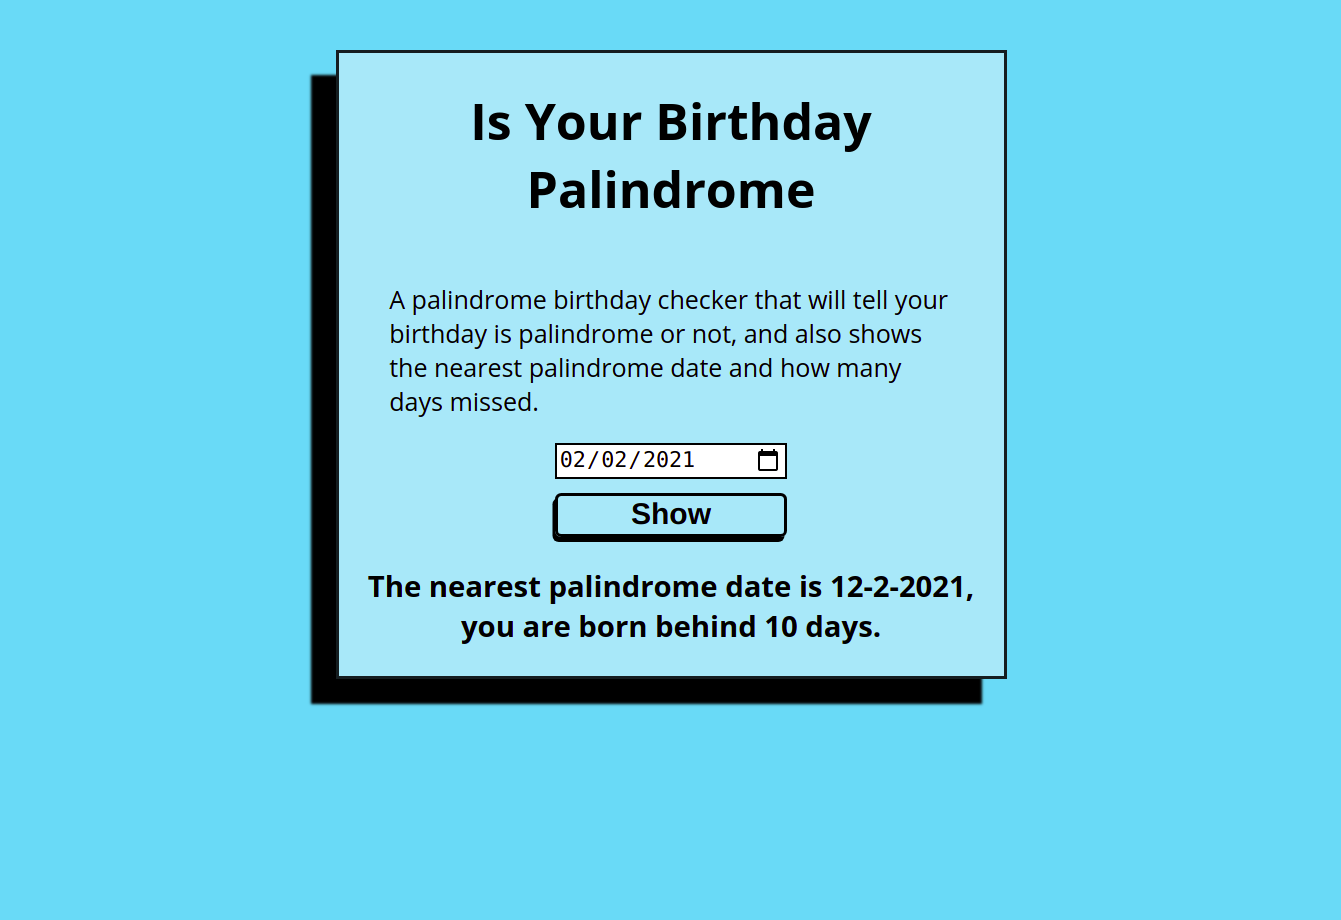 Is Your Birthday
Palindrome
A palindrome birthday checker that will tell your
birthday is palindrome or not, and also shows
the nearest palindrome date and how many
days missed.
02/02/2021
Show
The nearest palindrome date is 12-2-2021,
you are born behind 10 days.